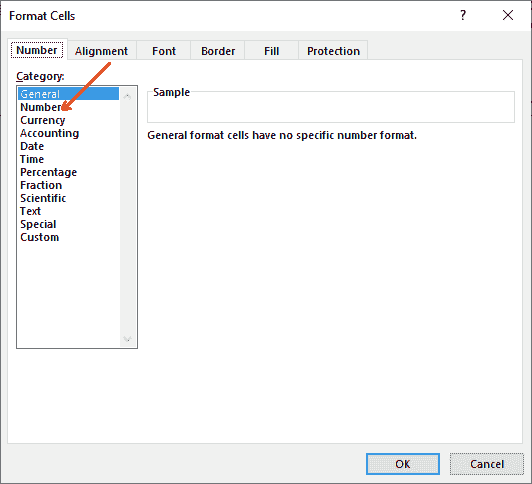 Format Cells
Number Alignment Font Border Fill Protection
Category:
General
Number
Currency
Accounting
Date
Time
Percentage
Fraction
Scientific
Text
Special
Custom
Sample
General format cells have no specific number format.
OK Cancel